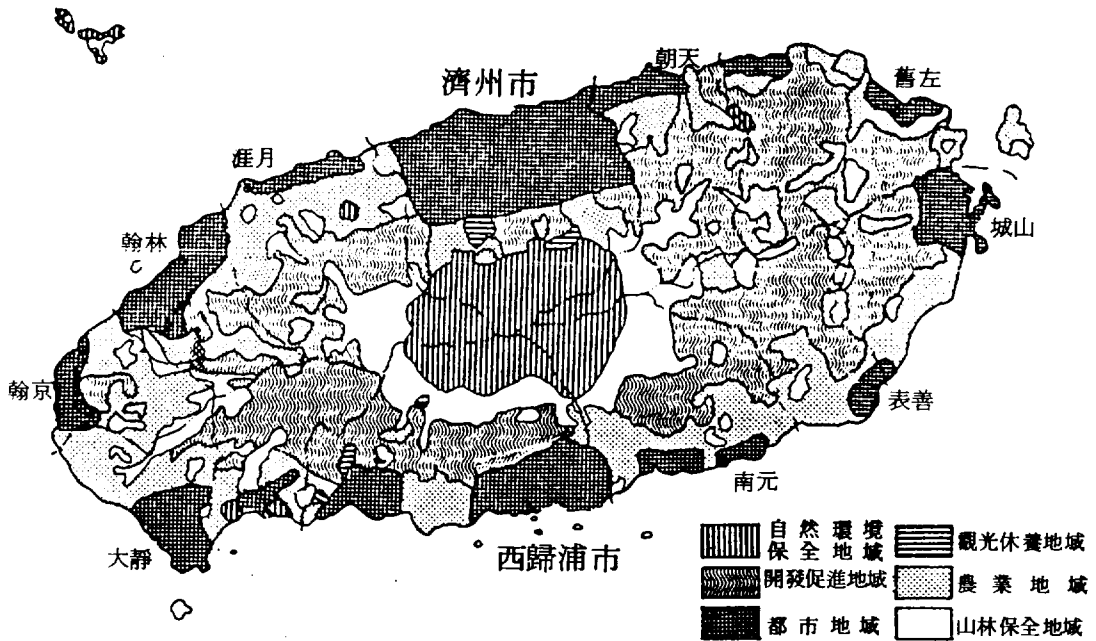 朝天
濟州市
舊左
涯月
城山
翰林
翰京
表善
南元
大靜
西歸浦市
自然環境
保全地域
觀光休養地域
開發促進地域
農業地域
都市地域
山林保全地域